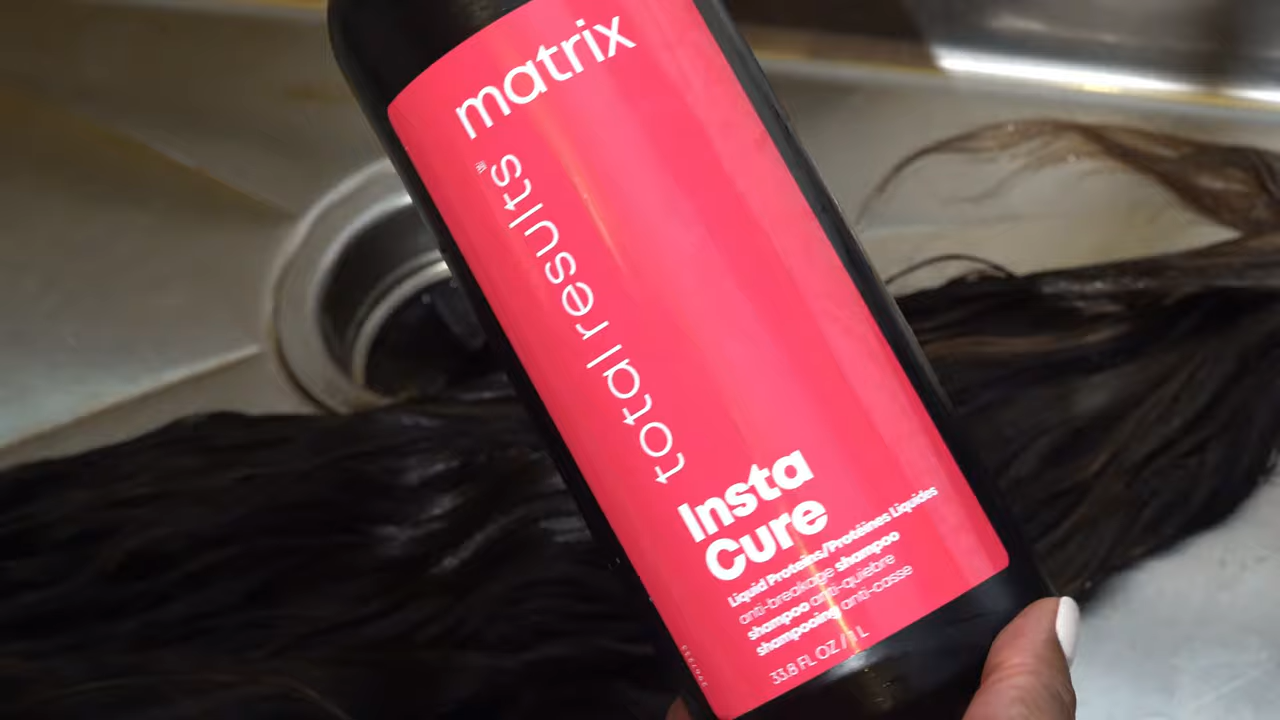 matrix
total results™
Insta
Cure
Liquid Proteins/Protéines Liquides
anti-breakage shampoo
shampoo anti-quiebre
shampooing anti-casse
33.8 FL OZ / 1 L